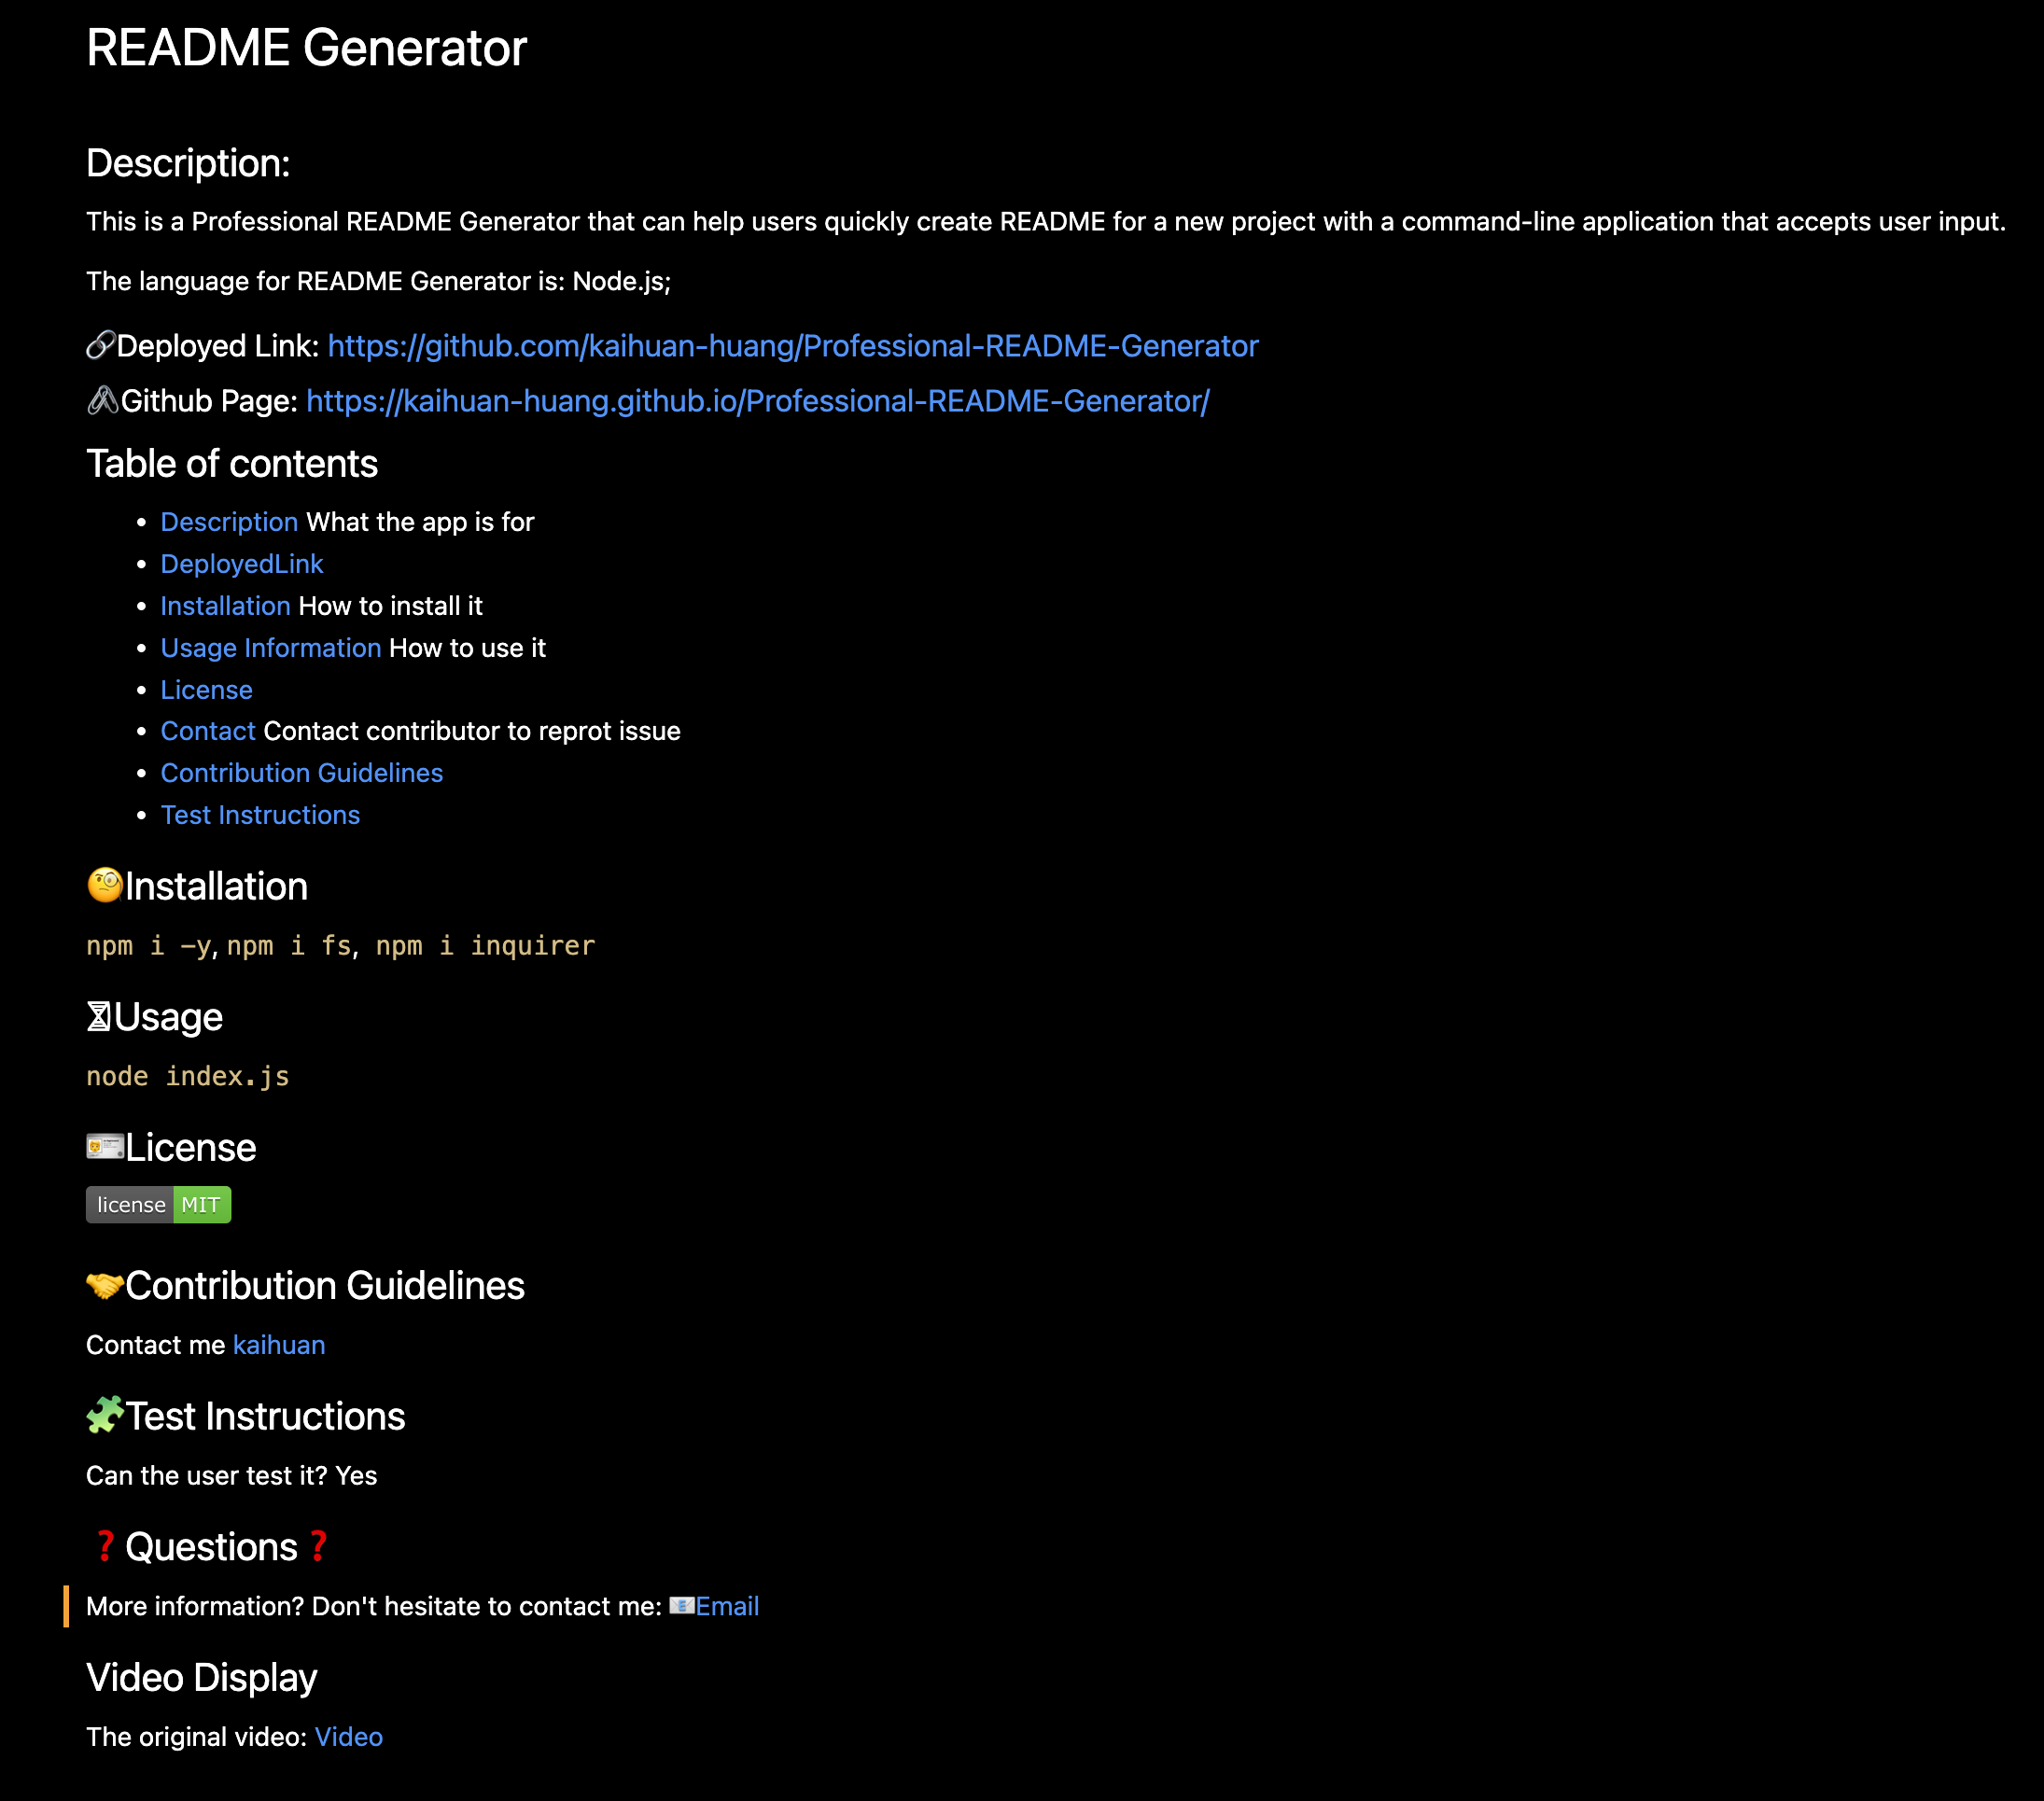 README Generator
Description:
This is a Professional README Generator that can help users quickly create README for a new project with a command-line application that accepts user input.
The language for README Generator is: Node.js;
🔗Deployed Link: https://github.com/kaihuan-huang/Professional-README-Generator
🖇Github Page: https://kaihuan-huang.github.io/Professional-README-Generator/
Table of contents
• Description What the app is for
• DeployedLink
• Installation How to install it
• Usage Information How to use it
• License
• Contact Contact contributor to reprot issue
• Contribution Guidelines
• Test Instructions
🧐Installation
npm i –y, npm i fs, npm i inquirer
⏳Usage
node index.js
🪪License
license MIT
🤝Contribution Guidelines
Contact me kaihuan
🧩Test Instructions
Can the user test it? Yes
❓Questions❓
More information? Don't hesitate to contact me: 📧Email
Video Display
The original video: Video